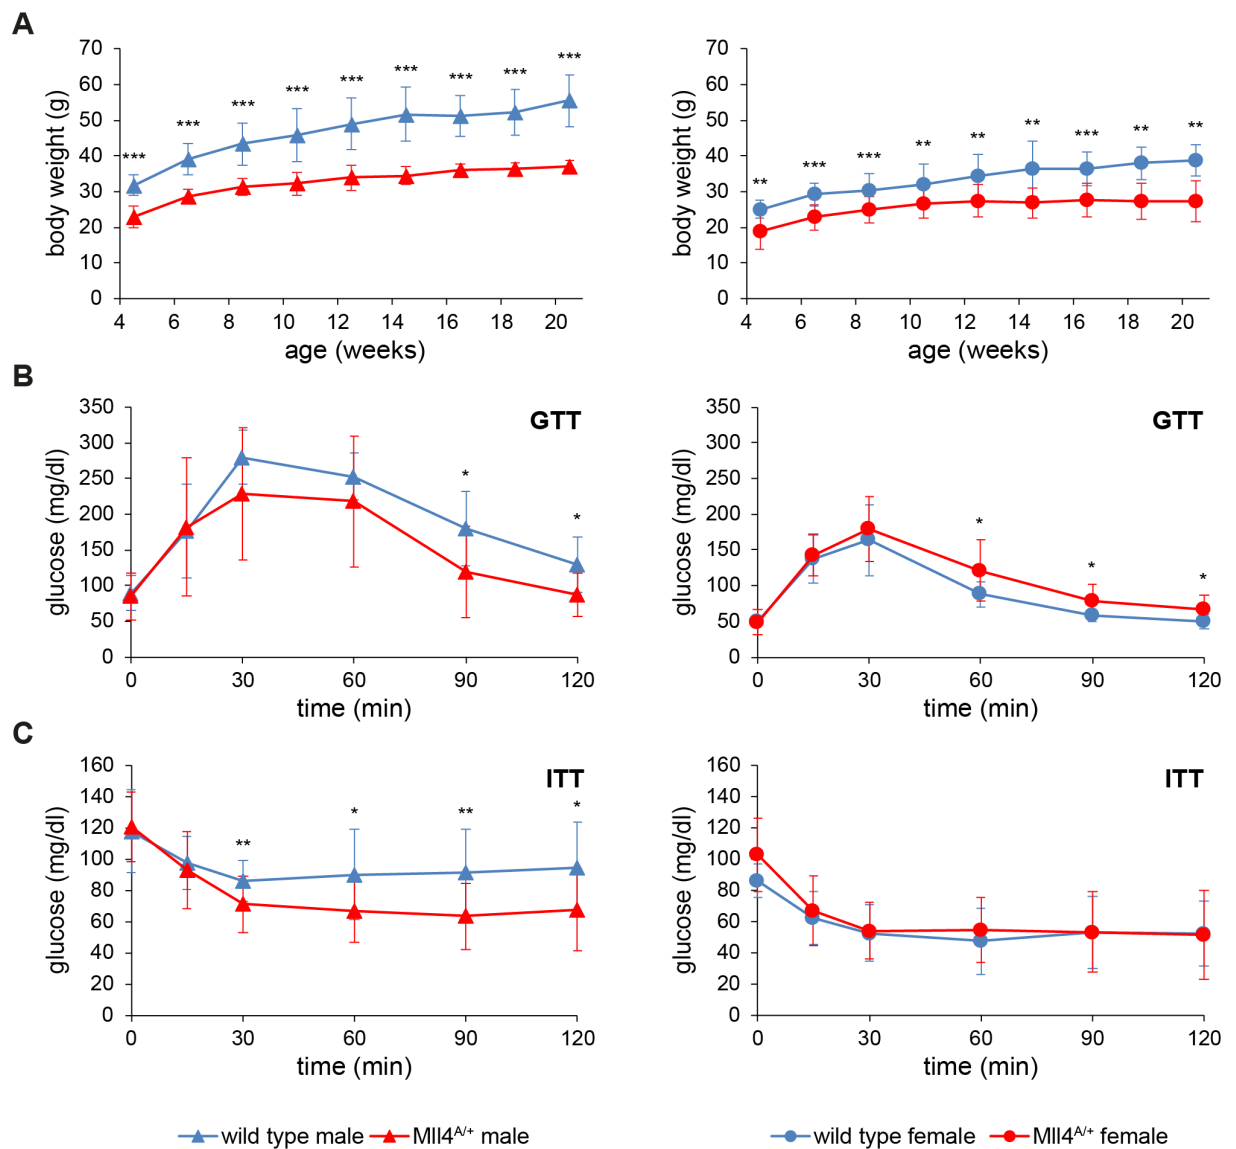 A
70
60
50
40
30
20
10
0
body weight (g)
*** *** *** *** *** *** *** *** ***
4 6 8 10 12 14 16 18 20
age (weeks)
70
60
50
40
30
20
10
0
body weight (g)
** *** *** ** ** ** *** ** **
4 6 8 10 12 14 16 18 20
age (weeks)
B
350
300
250
200
150
100
50
0
glucose (mg/dl)
GTT
* *
0 30 60 90 120
time (min)
350
300
250
200
150
100
50
0
glucose (mg/dl)
GTT
* * *
0 30 60 90 120
time (min)
C
160
140
120
100
80
60
40
20
0
glucose (mg/dl)
ITT
** * ** *
0 30 60 90 120
time (min)
160
140
120
100
80
60
40
20
0
glucose (mg/dl)
ITT
0 30 60 90 120
time (min)
wild type male Mll4A/+ male
wild type female Mll4A/+ female